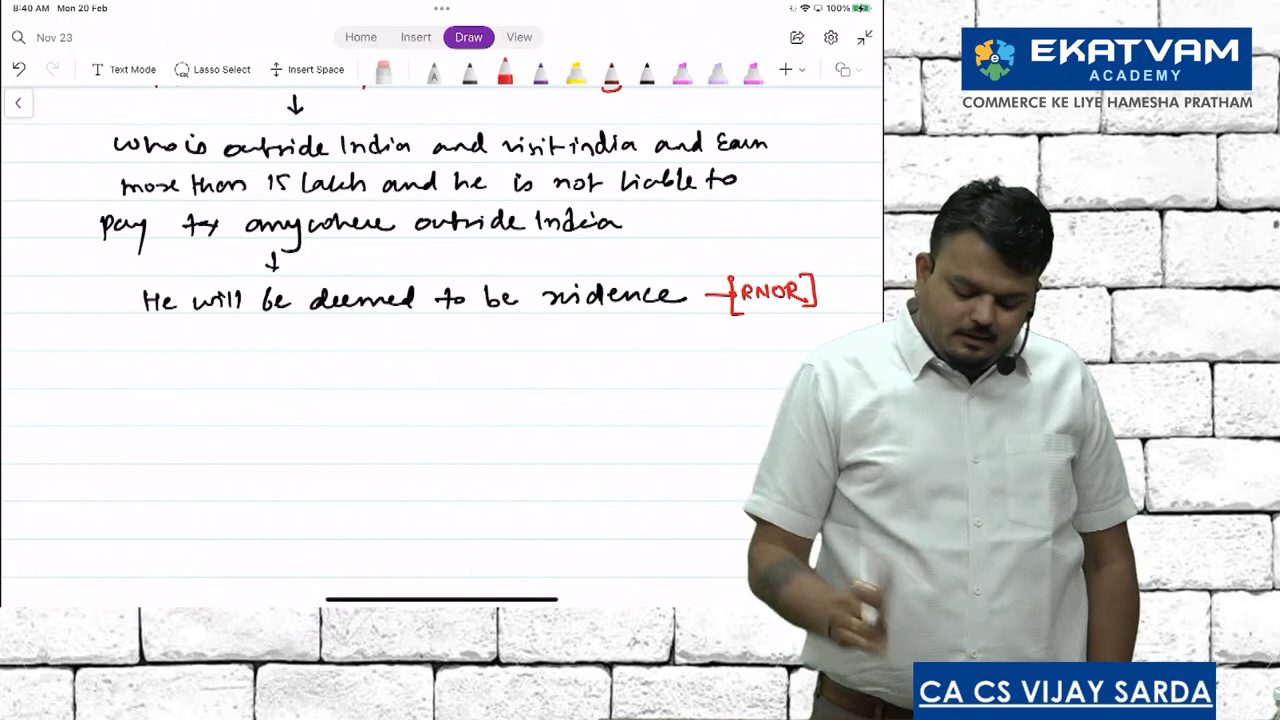 8:40 AM Mon 20 Feb
100%
Nov 23
Home Insert Draw View
Text Mode Lasso Select Insert Space
EKATVAM
ACADEMY
COMMERCE KE LIYE HAMESHA PRATHAM
who is outside India and visit india and Earn
more than 15 lakh and he is not liable to
pay tx anywhere outside India
He will be deemed to be
[RNOR]
CA CS VIJAY SARDA